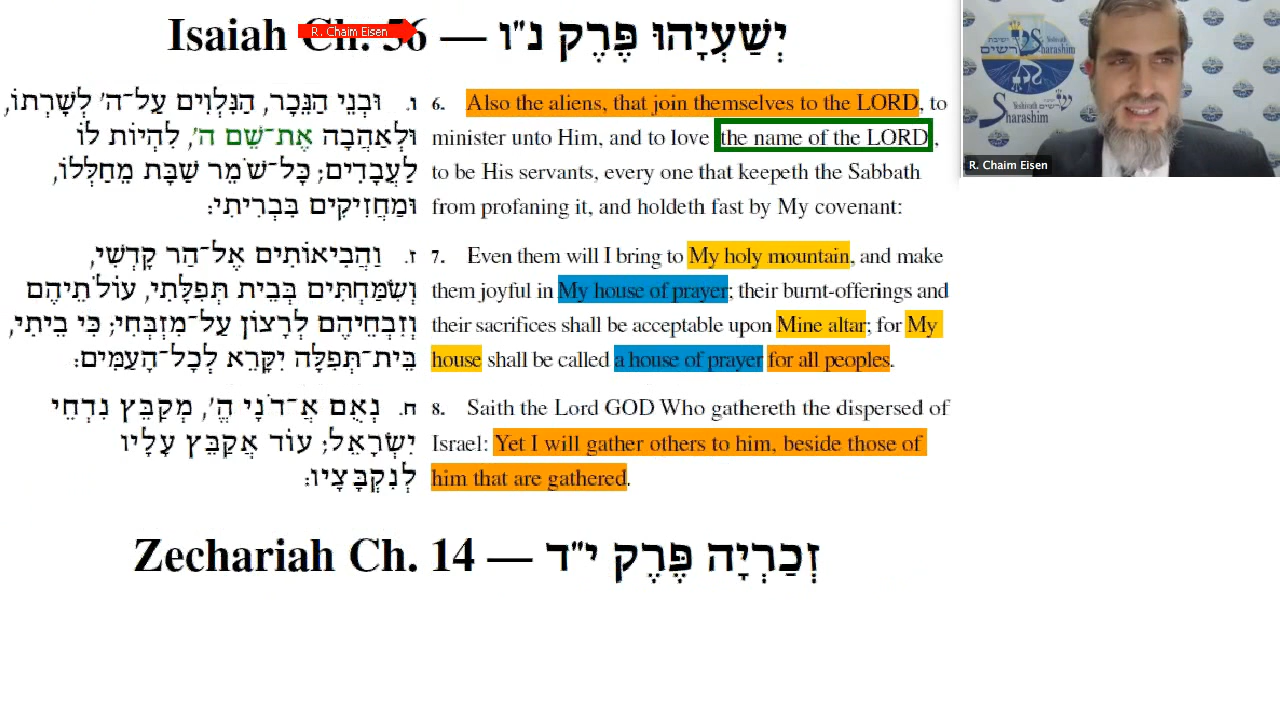 Isaiah Ch. 56 — יְשַׁעְיָהוּ פֶּרֶק נ"ו
R. Chaim Eisen
ו. וּבְנֵי הַנֵּכָר, הַנִּלְוִים עַל־ה' לְשָׁרְתוֹ,
וּלְאַהֲבָה אֶת־שֵׁם ה', לִהְיוֹת לוֹ
לַעֲבָדִים; כָּל־שֹׁמֵר שַׁבָּת מֵחַלְּלוֹ,
וּמַחֲזִיקִים בִּבְרִיתִי:
6. Also the aliens, that join themselves to the LORD, to
minister unto Him, and to love the name of the LORD,
to be His servants, every one that keepeth the Sabbath
from profaning it, and holdeth fast by My covenant:
ז. וַהֲבִיאוֹתִים אֶל־הַר קָדְשִׁי,
וְשִׂמַּחְתִּים בְּבֵית תְּפִלָּתִי, עוֹלֹתֵיהֶם
וְזִבְחֵיהֶם לְרָצוֹן עַל־מִזְבְּחִי; כִּי בֵיתִי,
בֵּית־תְּפִלָּה יִקָּרֵא לְכָל־הָעַמִּים:
7. Even them will I bring to My holy mountain, and make
them joyful in My house of prayer; their burnt-offerings and
their sacrifices shall be acceptable upon Mine altar; for My
house shall be called a house of prayer for all peoples.
ח. נְאֻם אֲ־דֹנָי הֱ', מְקַבֵּץ נִדְחֵי
יִשְׂרָאֵל; עוֹד אֲקַבֵּץ עָלָיו
לְנִקְבָּצָיו:
8. Saith the Lord GOD Who gathereth the dispersed of
Israel: Yet I will gather others to him, beside those of
him that are gathered.
Zechariah Ch. 14 — זְכַרְיָה פֶּרֶק י"ד
Yeshivath
Sharashim
שרשים
Yeshivath
Sharashim
R. Chaim Eisen